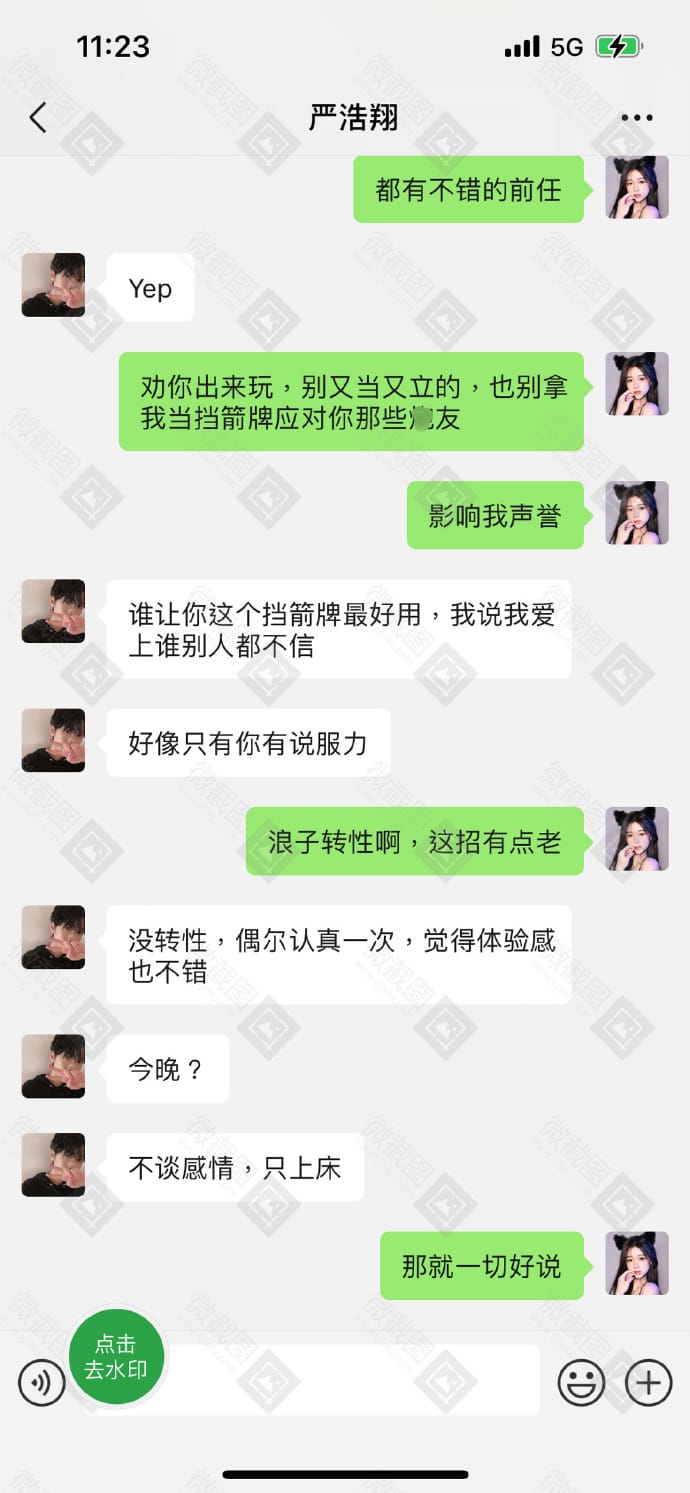 11:23
5G
严浩翔
都有不错的前任
Yep
劝你出来玩，别又当又立的，也别拿
我当挡箭牌应对你那些友
影响我声誉
谁让你这个挡箭牌最好用，我说我爱
上谁别人都不信
好像只有你有说服力
浪子转性啊，这招有点老
没转性，偶尔认真一次，觉得体验感
也不错
今晚？
不谈感情，只上床
那就一切好说
点击
去水印
微截图